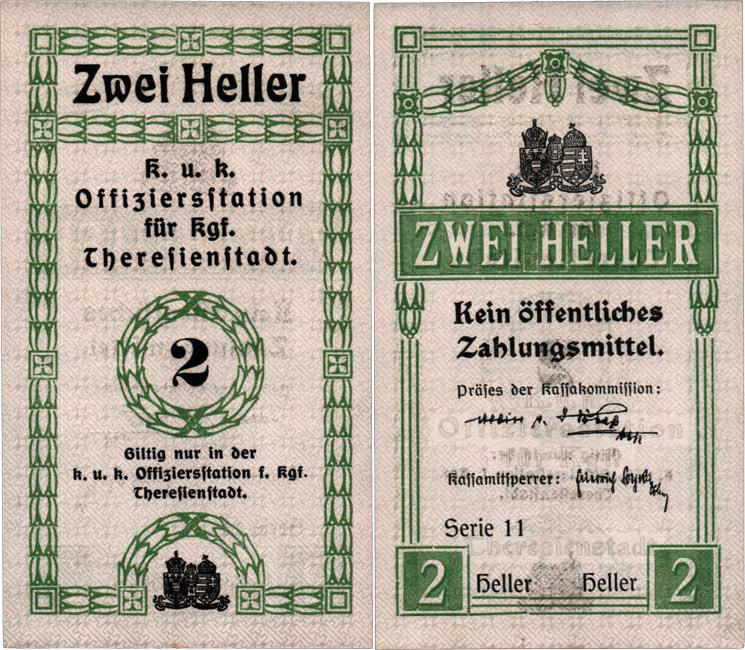 Zwei Heller
K. u. k.
Offiziersstation
für Kgf.
Theresienstadt.
2
Giltig nur in der
k. u. k. Offiziersstation f. Kgf.
Theresienstadt.
ZWEI HELLER
Kein öffentliches
Zahlungsmittel.
Präses der Kassakommission:
Kassamitsperrer:
Serie 11
2 Heller Heller 2